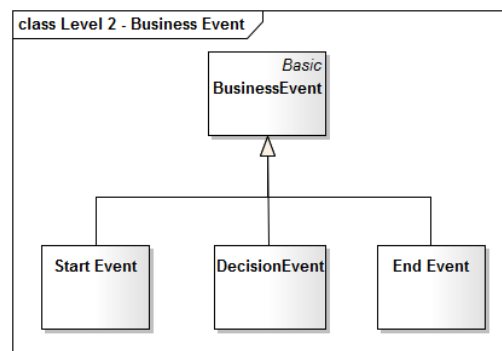 class Level 2 - Business Event
Basic
BusinessEvent
Start Event
DecisionEvent
End Event